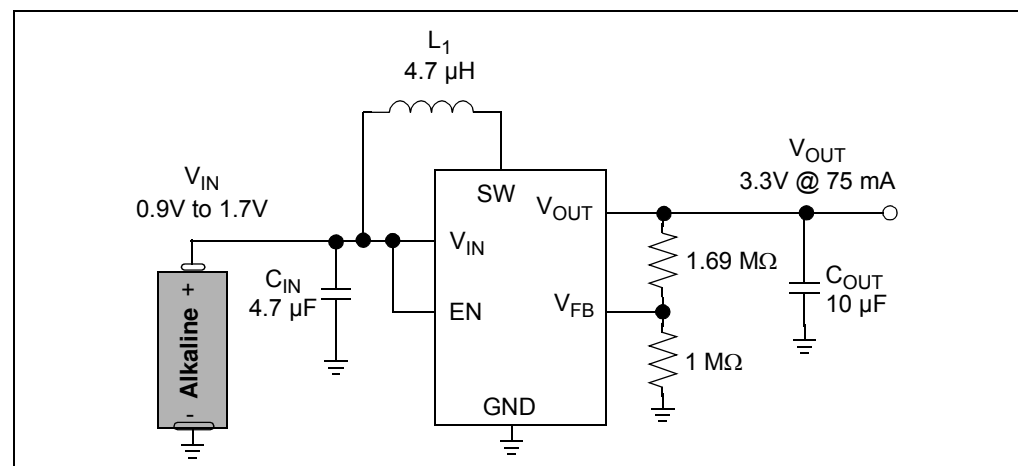 L1
4.7 µH
VIN
0.9V to 1.7V
VOUT
3.3V @ 75 mA
SW
VOUT
VIN
1.69 MΩ
CIN
4.7 µF
COUT
10 µF
EN
VFB
1 MΩ
GND
+
Alkaline
-